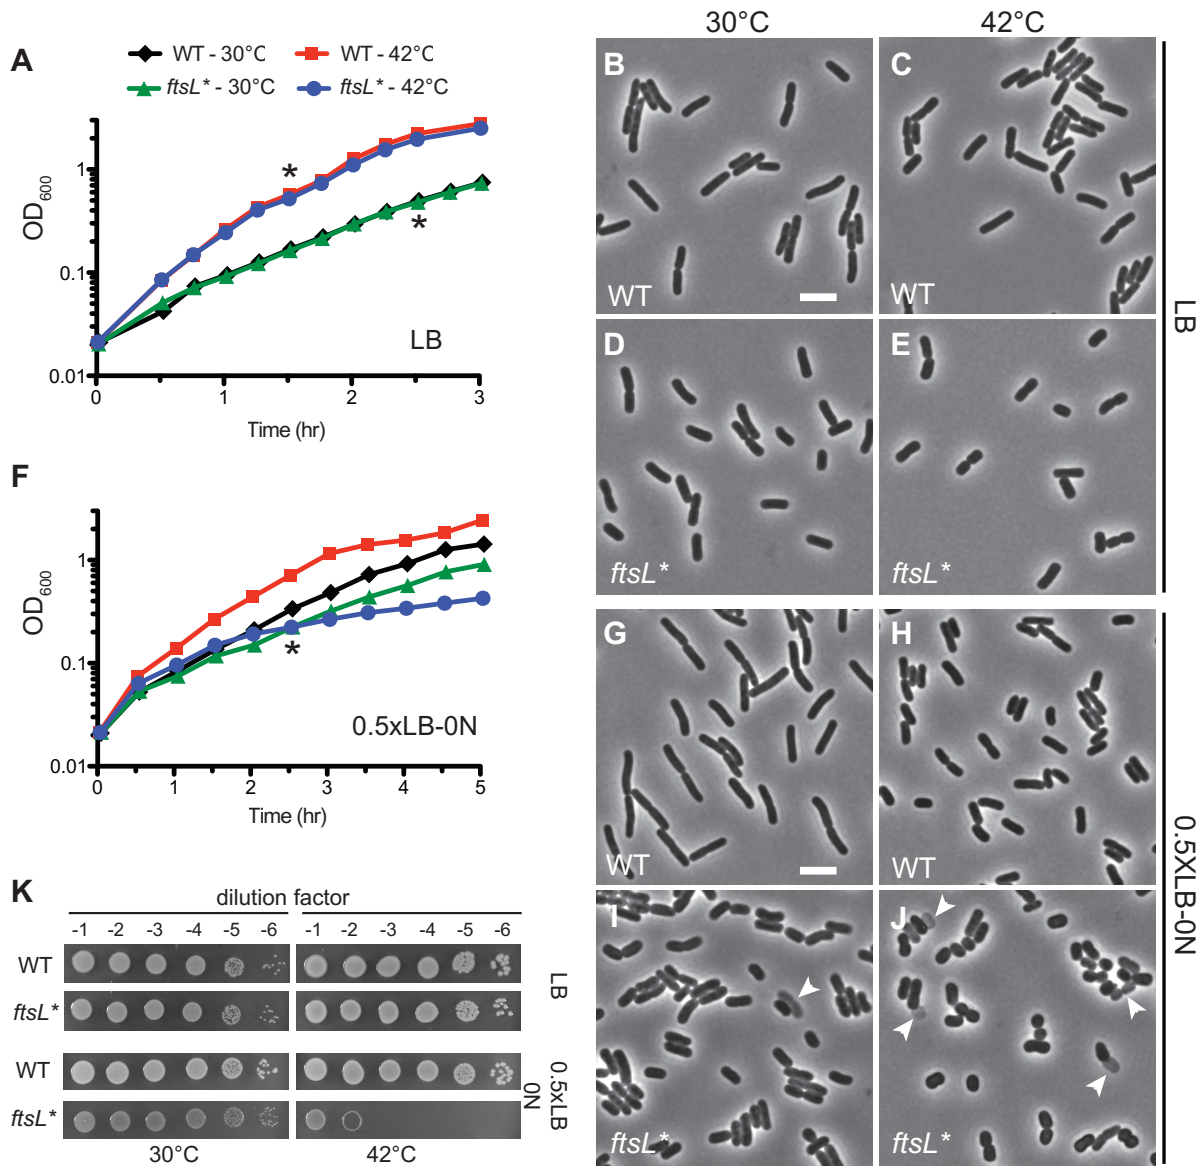 A
WT - 30°C
WT - 42°C
ftsL* - 30°C
ftsL* - 42°C
OD600
1
0.1
0.01
*
*
LB
0
1
2
3
Time (hr)
F
OD600
1
0.1
0.01
*
0.5xLB-0N
0
1
2
3
4
5
Time (hr)
K
dilution factor
-1 -2 -3 -4 -5 -6 -1 -2 -3 -4 -5 -6
WT
ftsL*
LB
WT
ftsL*
0.5xLB
0N
30°C
42°C
30°C
42°C
B
WT
C
WT
D
ftsL*
E
ftsL*
LB
G
WT
H
WT
I
ftsL*
J
ftsL*
0.5XLB-0N